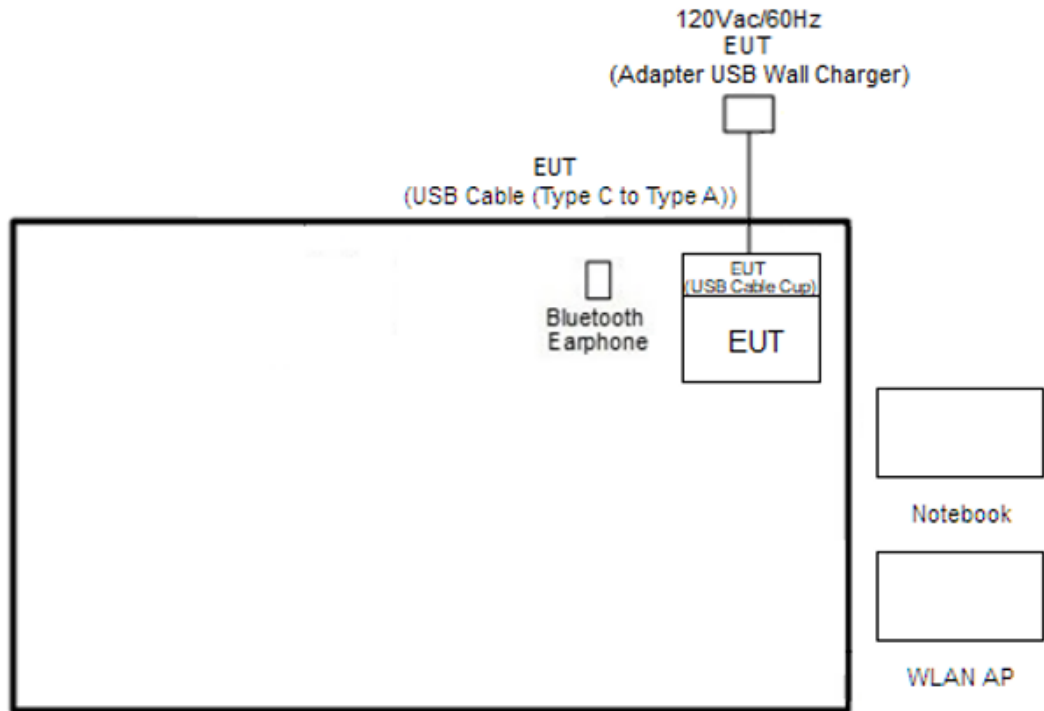 120Vac/60Hz
EUT
(Adapter USB Wall Charger)
EUT
(USB Cable (Type C to Type A))
EUT
(USB Cable Cup)
EUT
Bluetooth
Earphone
Notebook
WLAN AP